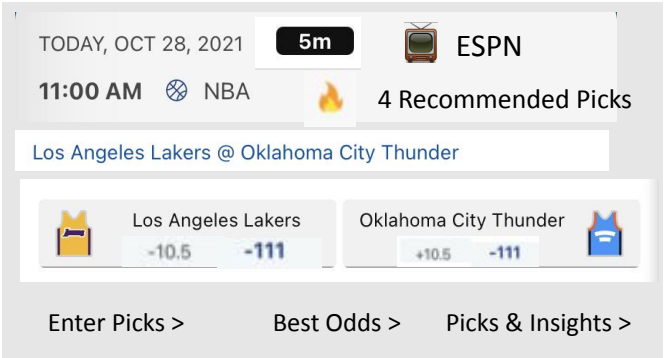 TODAY, OCT 28, 2021 5m ESPN
11:00 AM NBA 4 Recommended Picks
Los Angeles Lakers @ Oklahoma City Thunder
Los Angeles Lakers Oklahoma City Thunder
-10.5 -111 +10.5 -111
Enter Picks > Best Odds > Picks & Insights >